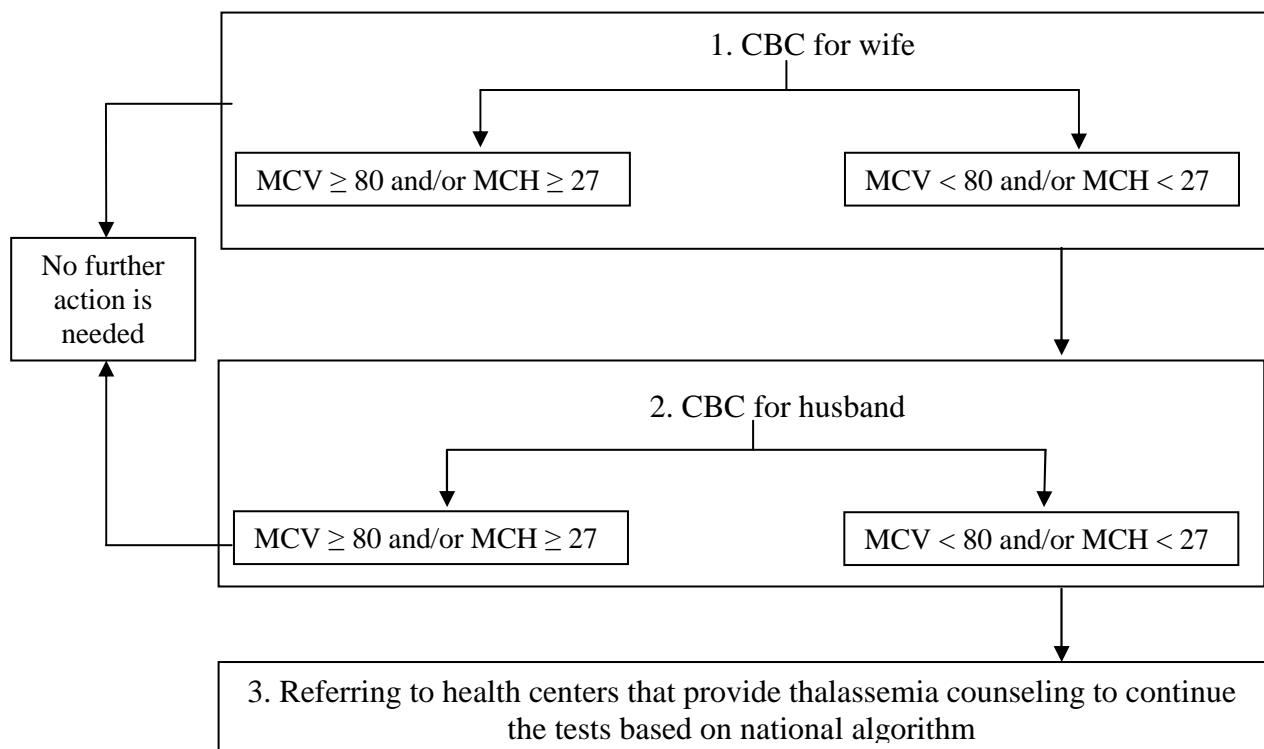 1. CBC for wife
MCV ≥ 80 and/or MCH ≥ 27
MCV < 80 and/or MCH < 27
No further
action is
needed
2. CBC for husband
MCV ≥ 80 and/or MCH ≥ 27
MCV < 80 and/or MCH < 27
3. Referring to health centers that provide thalassemia counseling to continue
the tests based on national algorithm